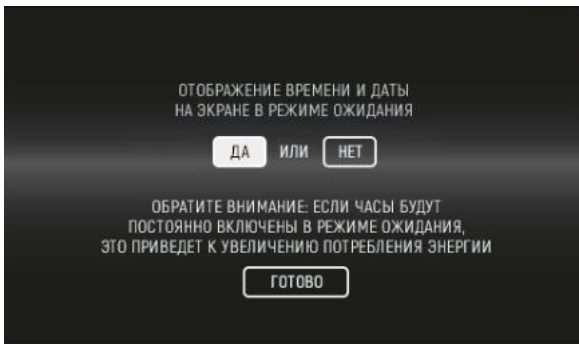 ОТОБРАЖЕНИЕ ВРЕМЕНИ И ДАТЫ
НА ЭКРАНЕ В РЕЖИМЕ ОЖИДАНИЯ
ДА ИЛИ НЕТ
ОБРАТИТЕ ВНИМАНИЕ: ЕСЛИ ЧАСЫ БУДУТ
ПОСТОЯННО ВКЛЮЧЕНЫ В РЕЖИМЕ ОЖИДАНИЯ,
ЭТО ПРИВЕДЕТ К УВЕЛИЧЕНИЮ ПОТРЕБЛЕНИЯ ЭНЕРГИИ
ГОТОВО